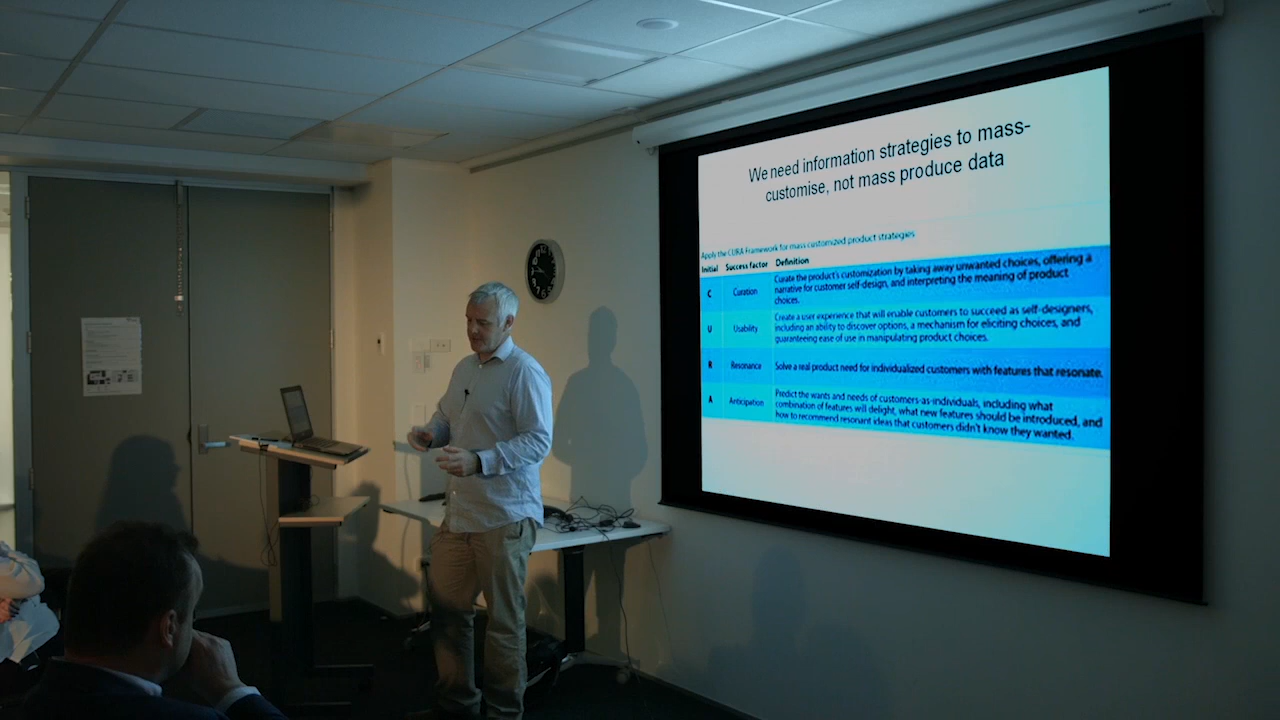 We need information strategies to mass-
customise, not mass produce data
Apply the CURA Framework for mass customized product strategies
Initial Success factor Definition
C Curation Curate the product's customization by taking away unwanted choices, offering a
narrative for customer self-design, and interpreting the meaning of product
choices.
U Usability Create a user experience that will enable customers to succeed as self-designers,
including an ability to discover options, a mechanism for eliciting choices, and
guaranteeing ease of use in manipulating product choices.
R Resonance Solve a real product need for individualized customers with features that resonate.
A Anticipation Predict the wants and needs of customers-as-individuals, including what
combination of features will delight, what new features should be introduced, and
how to recommend resonant ideas that customers didn't know they wanted.